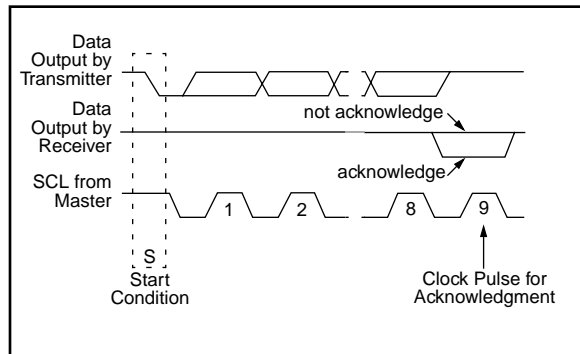 Data
Output by
Transmitter
Data
Output by
Receiver
not acknowledge
acknowledge
SCL from
Master
1
2
8
9
S
Start
Condition
Clock Pulse for
Acknowledgment